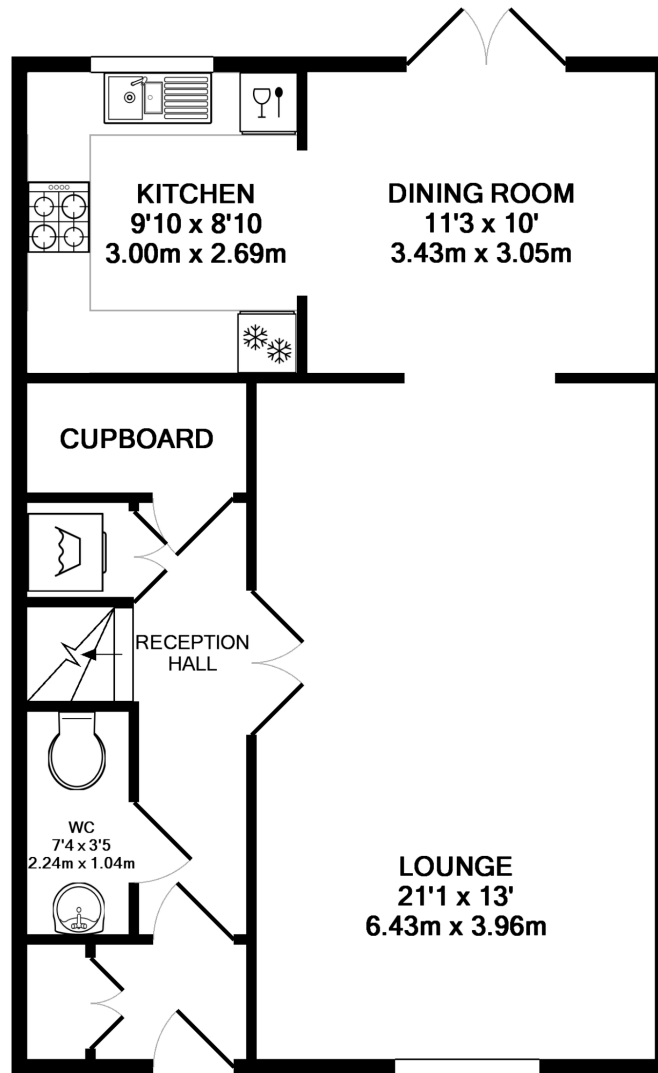 KITCHEN
9'10 x 8'10
3.00m x 2.69m
DINING ROOM
11'3 x 10'
3.43m x 3.05m
CUPBOARD
RECEPTION
HALL
WC
7'4 x 3'5
2.24m x 1.04m
LOUNGE
21'1 x 13'
6.43m x 3.96m